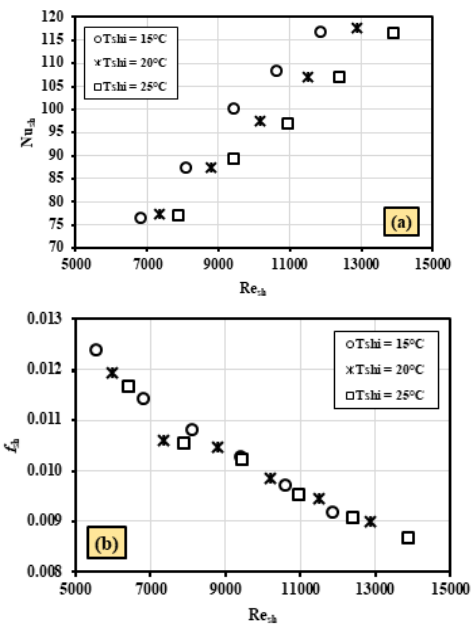 120
115
110
105
100
95
90
85
80
75
70
Nush
Tshi = 15°C
Tshi = 20°C
Tshi = 25°C
(a)
5000 7000 9000 11000 13000 15000
Resh
0.013
0.012
0.011
0.010
0.009
0.008
fsh
Tshi = 15°C
Tshi = 20°C
Tshi = 25°C
(b)
5000 7000 9000 11000 13000 15000
Resh